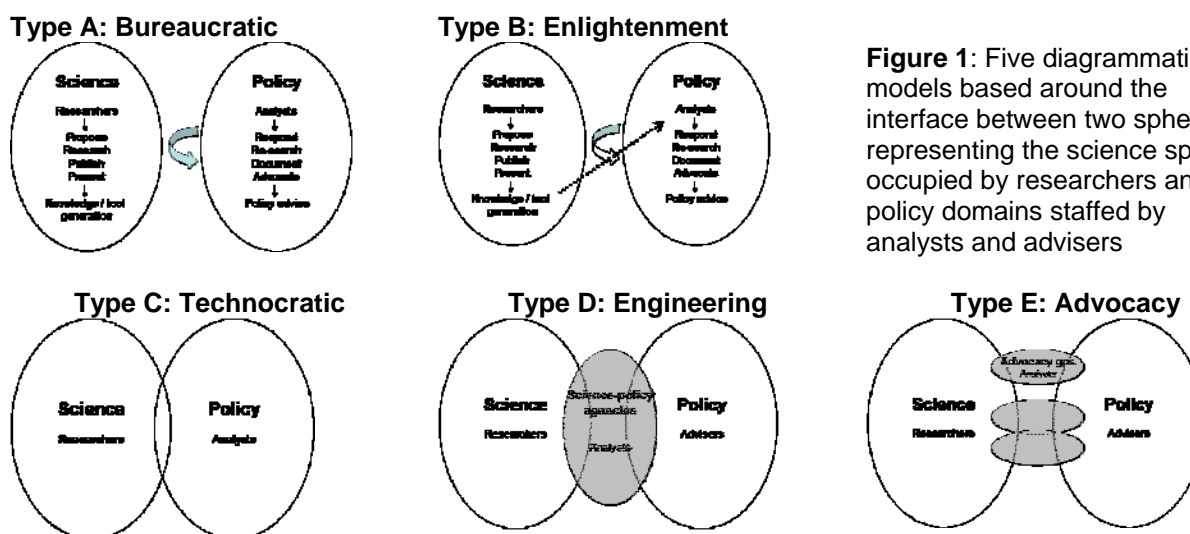 Type A: Bureaucratic
Science
Researchers
Propose
Research
Publish
Present
Knowledge / tool
generation
Policy
Analysts
Respond
Re-search
Document
Advocate
Policy advice
Type B: Enlightenment
Science
Researchers
Propose
Research
Publish
Present
Knowledge / tool
generation
Policy
Analysts
Respond
Re-search
Document
Advocate
Policy advice
Figure 1: Five diagrammati
models based around the
interface between two sphe
representing the science sp
occupied by researchers an
policy domains staffed by
analysts and advisers
Type C: Technocratic
Science
Researchers
Policy
Analysts
Type D: Engineering
Science
Researchers
Science-policy
agencies
Analysts
Policy
Advisers
Type E: Advocacy
Advocacy gps
Science
Researchers
Policy
Advisers